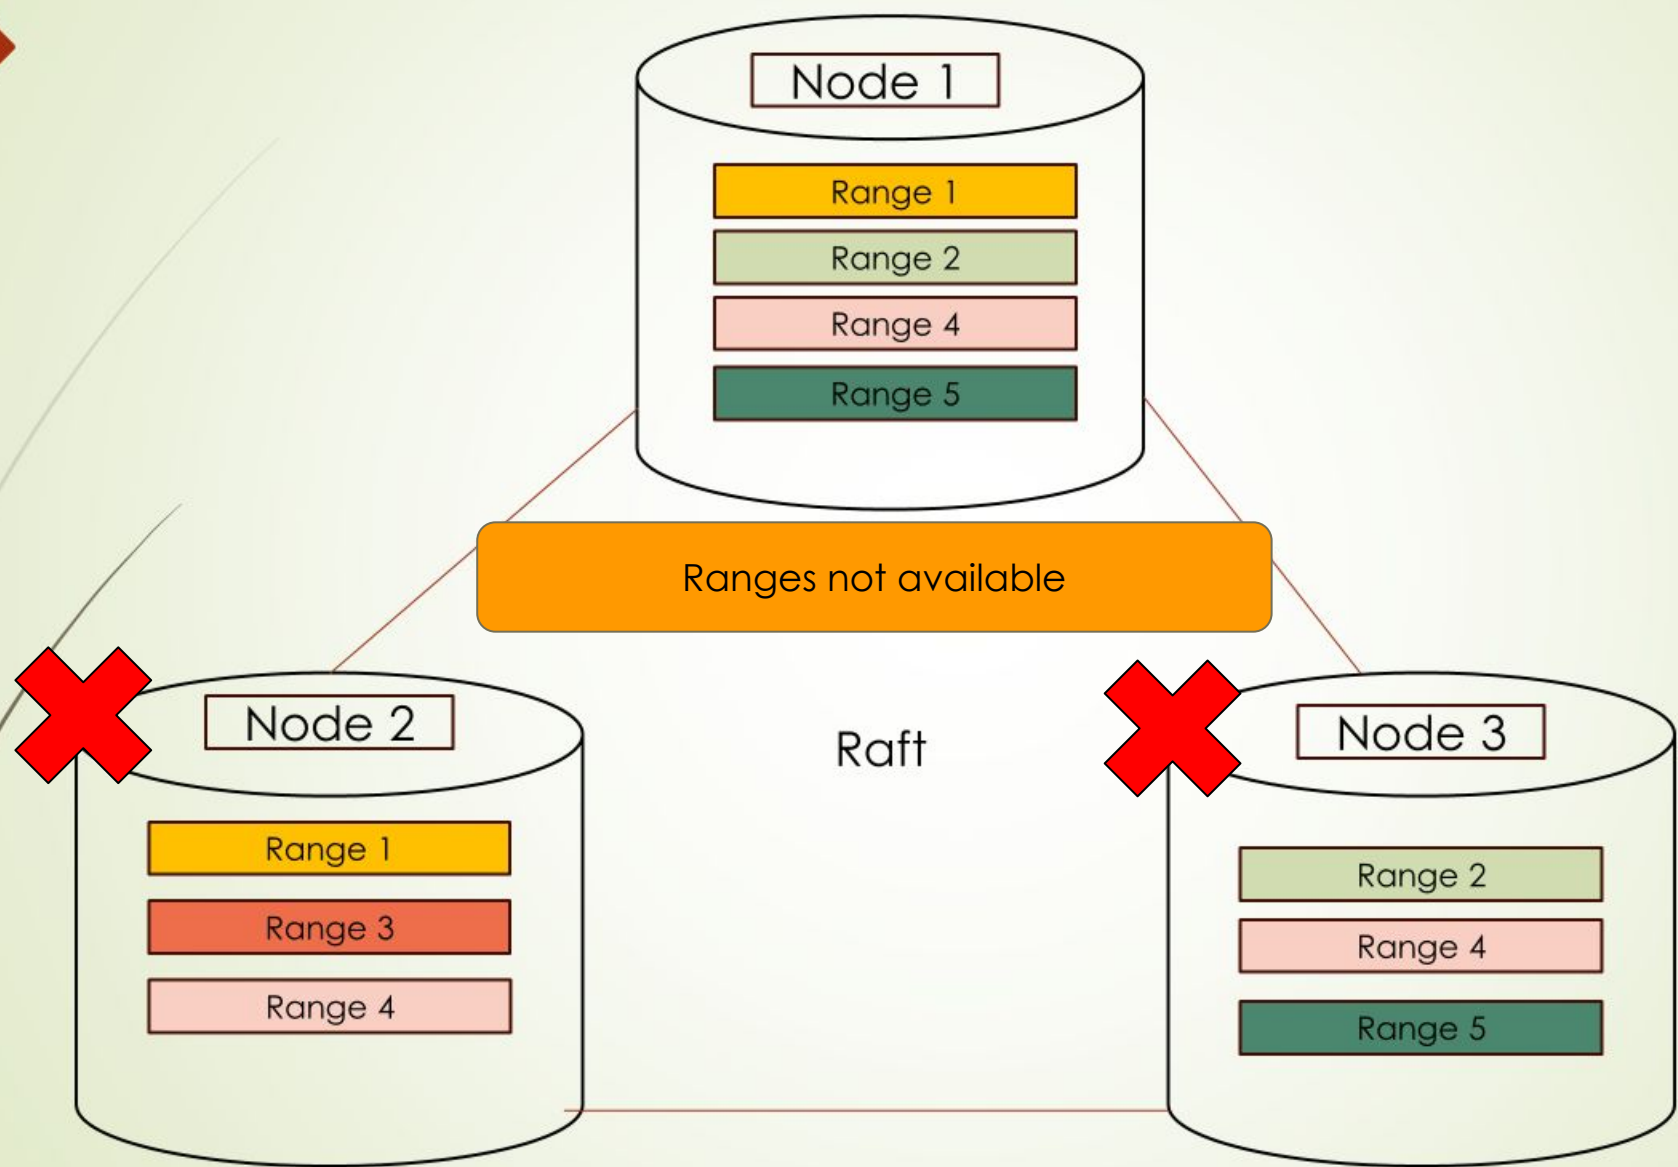 Node 1
Range 1
Range 2
Range 4
Range 5
Ranges not available
Raft
Node 2
Range 1
Range 3
Range 4
Node 3
Range 2
Range 4
Range 5